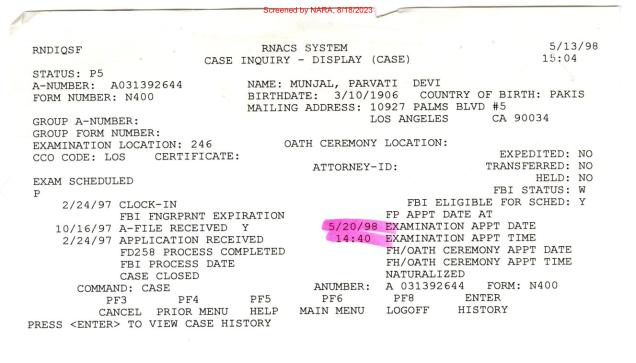 Screened by NARA, 8/18/2023
RNDIQSF RNACS SYSTEM 5/13/98
CASE INQUIRY - DISPLAY (CASE) 15:04
STATUS: P5
A-NUMBER: A031392644 NAME: MUNJAL, PARVATI DEVI
FORM NUMBER: N400 BIRTHDATE: 3/10/1906 COUNTRY OF BIRTH: PAKIS
MAILING ADDRESS: 10927 PALMS BLVD #5
GROUP A-NUMBER: LOS ANGELES CA 90034
GROUP FORM NUMBER:
EXAMINATION LOCATION: 246 OATH CEREMONY LOCATION:
CCO CODE: LOS CERTIFICATE: EXPEDITED: NO
ATTORNEY-ID: TRANSFERRED: NO
HELD: NO
EXAM SCHEDULED FBI STATUS: W
P
2/24/97 CLOCK-IN FBI ELIGIBLE FOR SCHED: Y
FBI FNGRPRNT EXPIRATION FP APPT DATE AT
10/16/97 A-FILE RECEIVED Y 5/20/98 EXAMINATION APPT DATE
2/24/97 APPLICATION RECEIVED 14:40 EXAMINATION APPT TIME
FD258 PROCESS COMPLETED FH/OATH CEREMONY APPT DATE
FBI PROCESS DATE FH/OATH CEREMONY APPT TIME
CASE CLOSED NATURALIZED
COMMAND: CASE ANUMBER: A 031392644 FORM: N400
PF3 PF4 PF5 PF6 PF8 ENTER
CANCEL PRIOR MENU HELP MAIN MENU LOGOFF HISTORY
PRESS <ENTER> TO VIEW CASE HISTORY